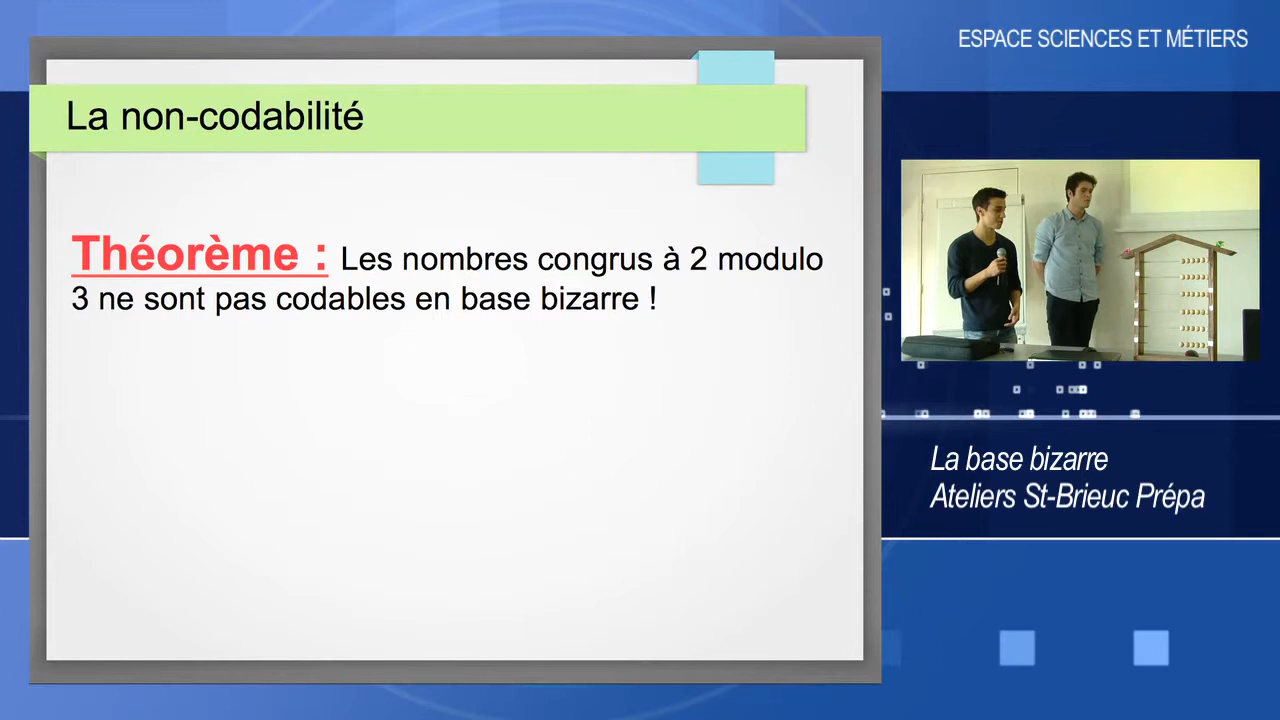 ESPACE SCIENCES ET MÉTIERS
La non-codabilité
Théorème : Les nombres congrus à 2 modulo
3 ne sont pas codables en base bizarre !
La base bizarre
Ateliers St-Brieuc Prépa